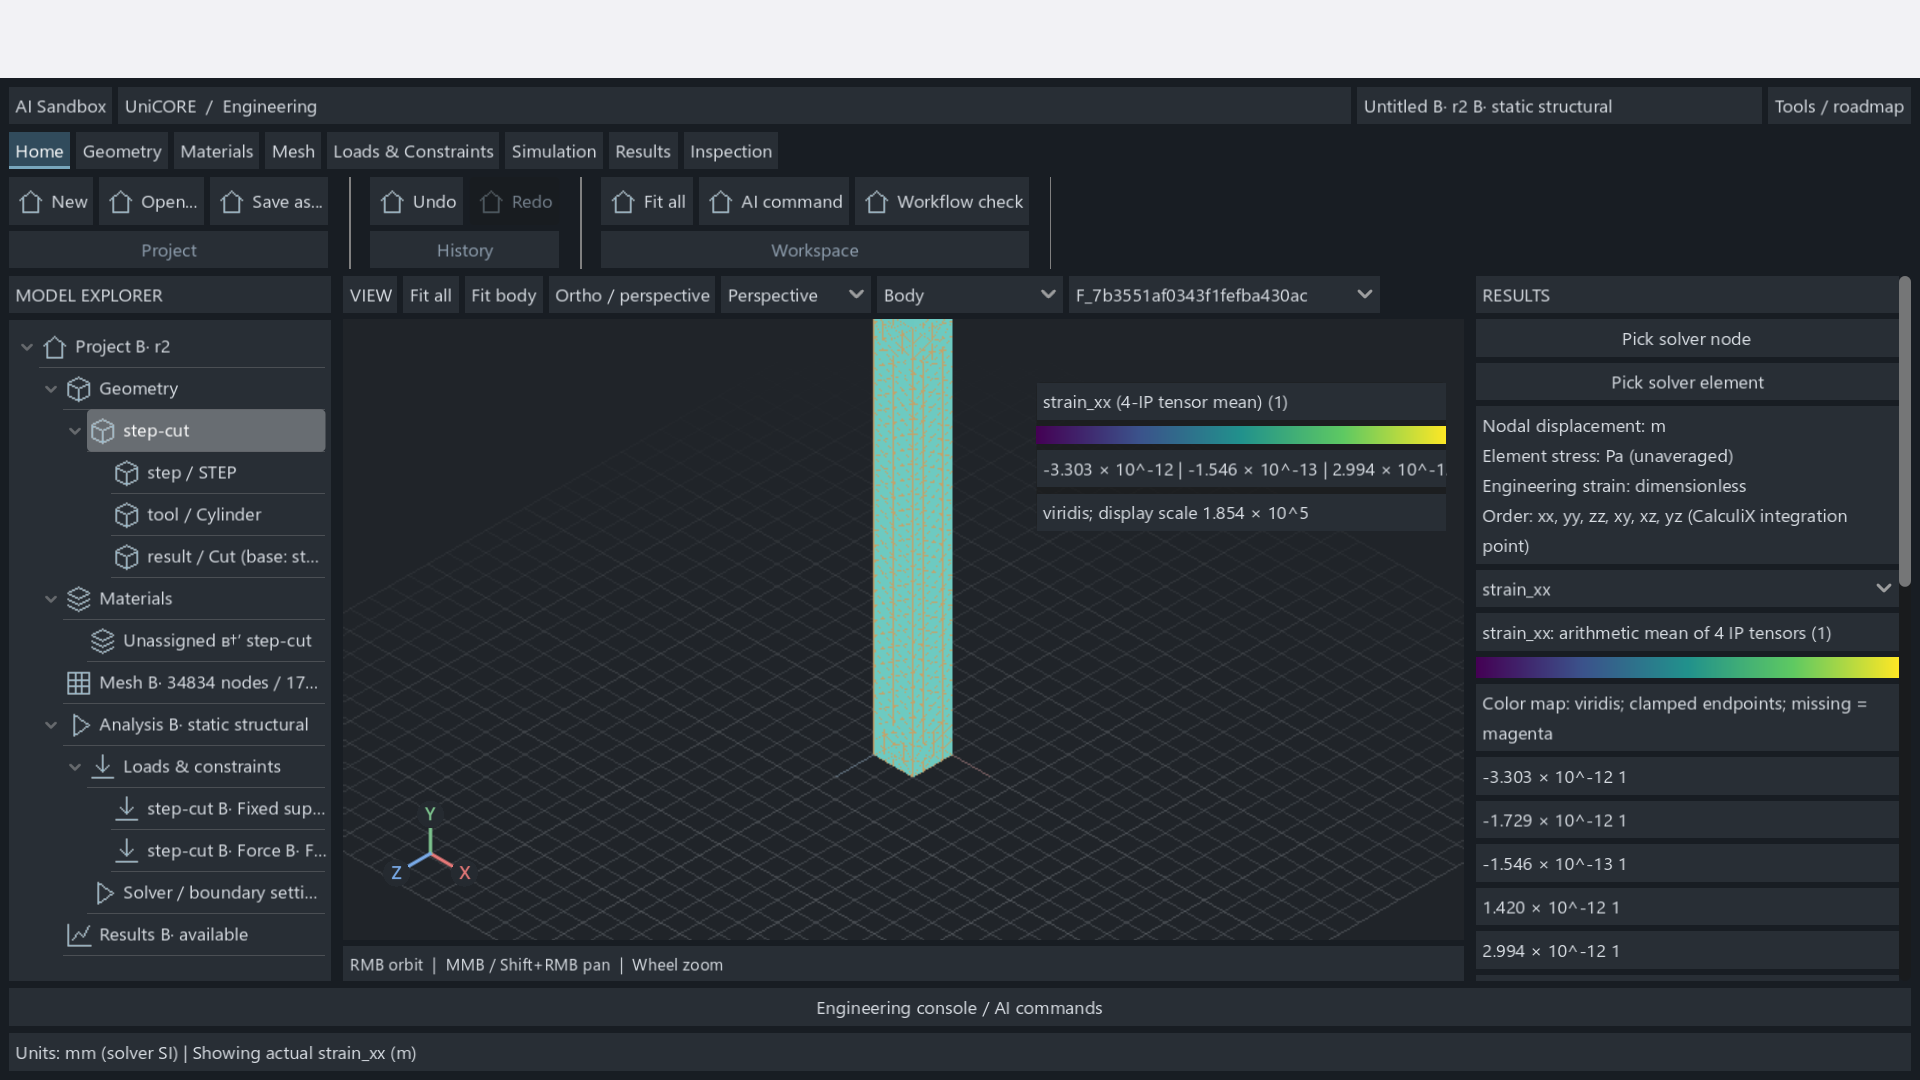 AI Sandbox
UniCORE / Engineering
Untitled В· r2 В· static structural
Tools / roadmap
Home
Geometry
Materials
Mesh
Loads & Constraints
Simulation
Results
Inspection
New
Open...
Save as...
Undo
Redo
Fit all
AI command
Workflow check
Project
History
Workspace
MODEL EXPLORER
Project В· r2
Geometry
step-cut
step / STEP
tool / Cylinder
result / Cut (base: st...
Materials
Unassigned в†’ step-cut
Mesh В· 34834 nodes / 17...
Analysis В· static structural
Loads & constraints
step-cut В· Fixed sup...
step-cut В· Force В· F...
Solver / boundary setti...
Results В· available
VIEW
Fit all
Fit body
Ortho / perspective
Perspective
Body
F_7b3551af0343f1fefba430ac
strain_xx (4-IP tensor mean) (1)
-3.303 × 10^-12 | -1.546 × 10^-13 | 2.994 × 10^-1
viridis; display scale 1.854 × 10^5
Y
Z
X
RMB orbit | MMB / Shift+RMB pan | Wheel zoom
RESULTS
Pick solver node
Pick solver element
Nodal displacement: m
Element stress: Pa (unaveraged)
Engineering strain: dimensionless
Order: xx, yy, zz, xy, xz, yz (CalculiX integration
point)
strain_xx
strain_xx: arithmetic mean of 4 IP tensors (1)
Color map: viridis; clamped endpoints; missing =
magenta
-3.303 × 10^-12 1
-1.729 × 10^-12 1
-1.546 × 10^-13 1
1.420 × 10^-12 1
2.994 × 10^-12 1
Engineering console / AI commands
Units: mm (solver SI) | Showing actual strain_xx (m)